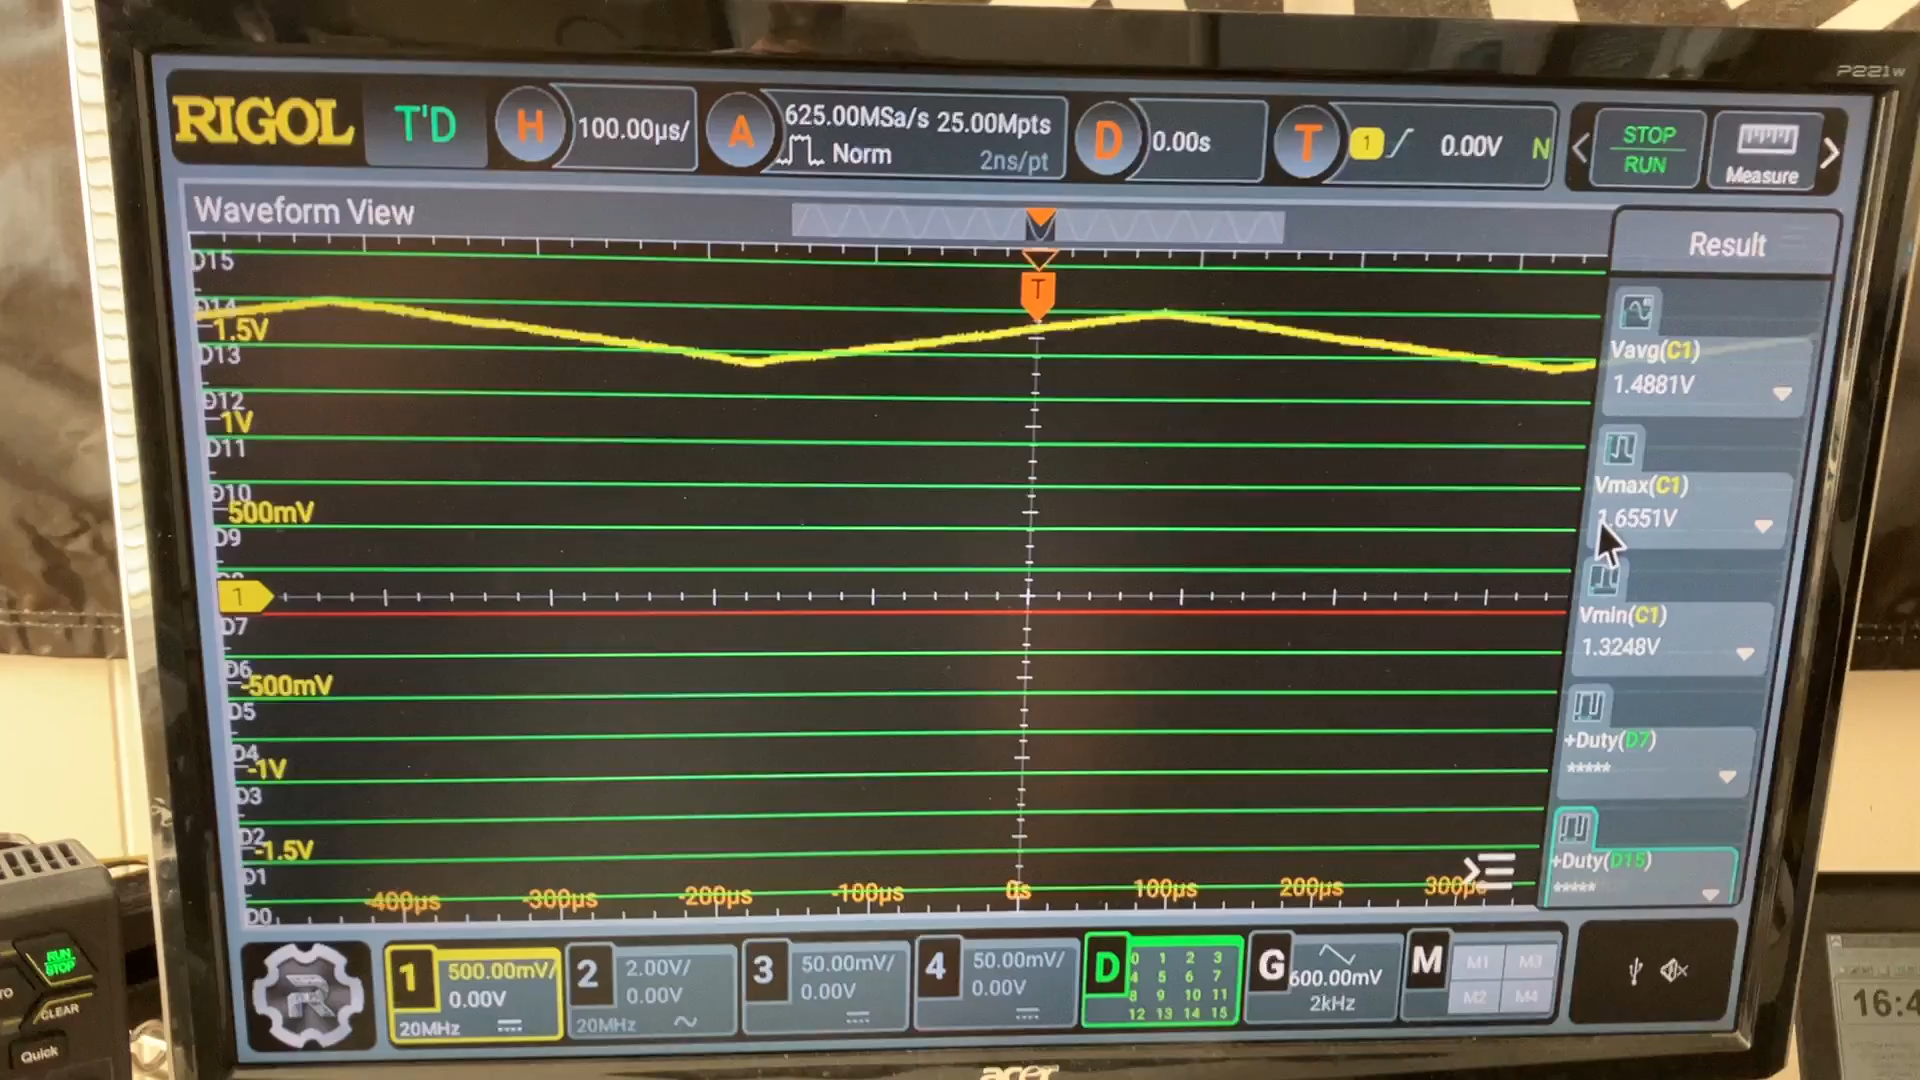 P221w
RIGOL T'D H 100.00µs/ A 625.00MSa/s 25.00Mpts D 0.00s T 1 0.00V N STOP
Norm 2ns/pt RUN Measure
Waveform View
Result
D15
D14
1.5V
D13
D12
1V
D11
D10
500mV
D9
1
D7
D6
-500mV
D5
D4
-1V
D3
D2
-1.5V
D1
D0
T
-400µs -300µs -200µs -100µs 0s 100µs 200µs 300µs
Vavg(C1)
1.4881V
Vmax(C1)
1.6551V
Vmin(C1)
1.3248V
+Duty(D7)
*****
+Duty(D15)
*****
R
1 500.00mV/
0.00V
20MHz
2 2.00V/
0.00V
20MHz
3 50.00mV/
0.00V
4 50.00mV/
0.00V
D 0 1 2 3
4 5 6 7
8 9 10 11
12 13 14 15
G 600.00mV
2kHz
M M1 M3
M2 M4
acer
RUN
STOP
CLEAR
Quick